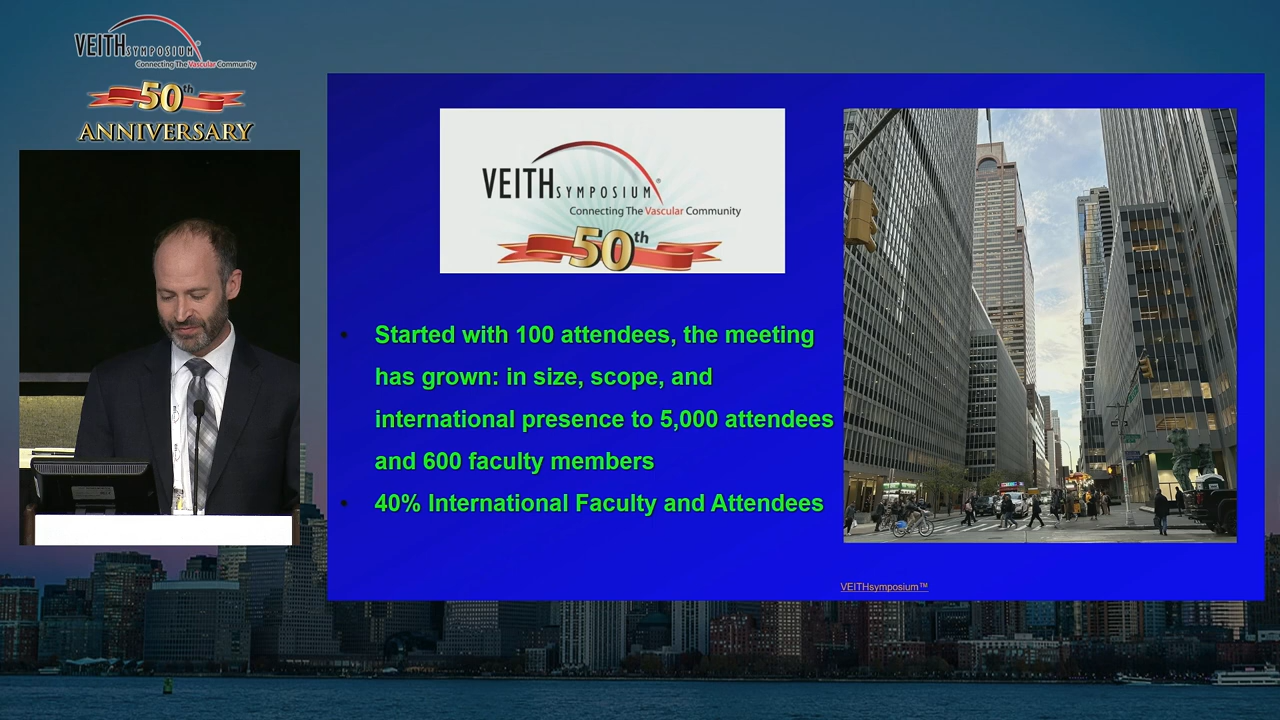 VEITHSYMPOSIUM®
Connecting The Vascular Community
50th
ANNIVERSARY
VEITHSYMPOSIUM®
Connecting The Vascular Community
50th
• Started with 100 attendees, the meeting
has grown: in size, scope, and
international presence to 5,000 attendees
and 600 faculty members
• 40% International Faculty and Attendees
VEITHsymposium™